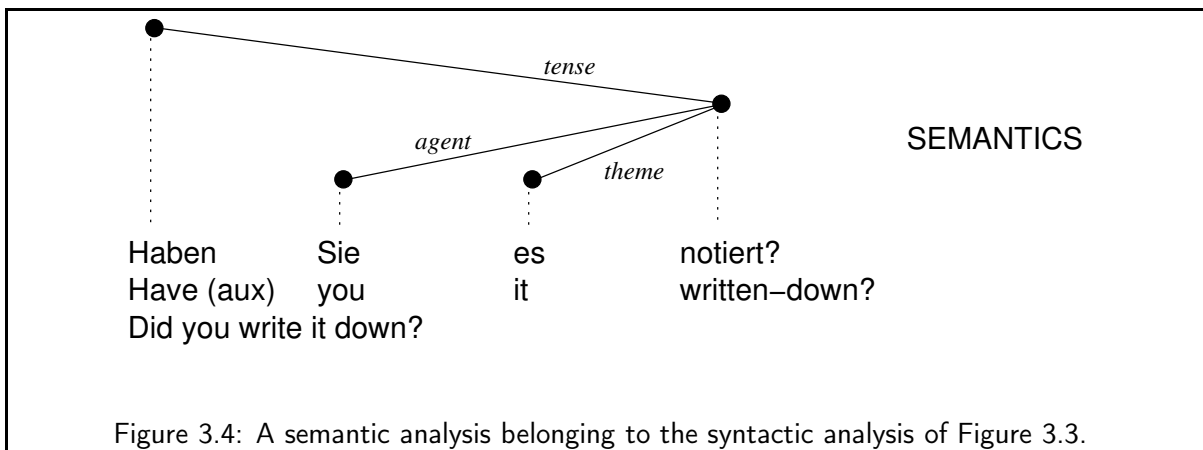 tense
SEMANTICS
agent
theme
Haben Sie es notiert?
Have (aux) you it written–down?
Did you write it down?
Figure 3.4: A semantic analysis belonging to the syntactic analysis of Figure 3.3.